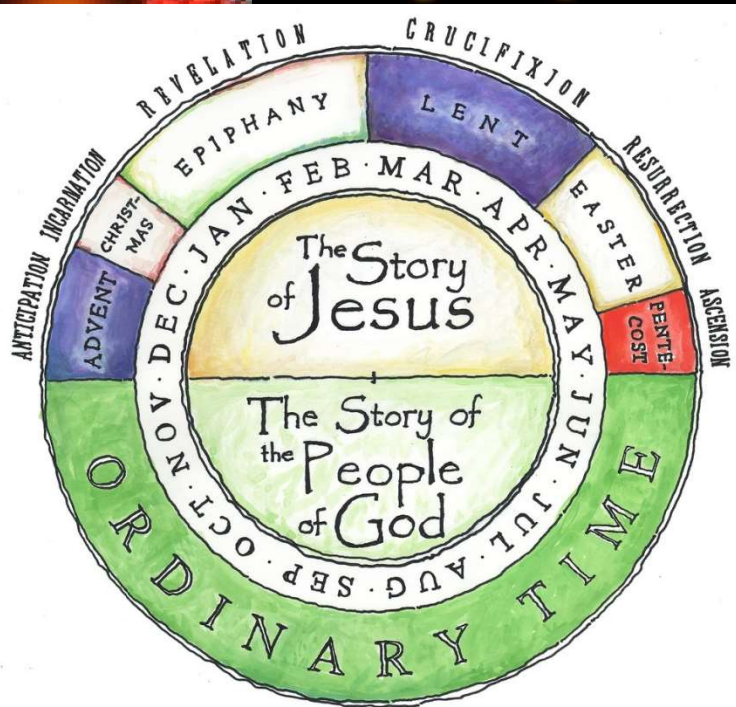 ANTICIPATION
INCARNATION
REVELATION
CRUCIFIXION
RESURRECTION
ASCENSION
ADVENT
CHRIST-
MAS
EPIPHANY
LENT
EASTER
PENTE-
COST
ORDINARY TIME
JAN · FEB · MAR · APR · MAY · JUN · JUL · AUG · SEP · OCT · NOV · DEC ·
The Story
of Jesus
The Story of
the People
of God